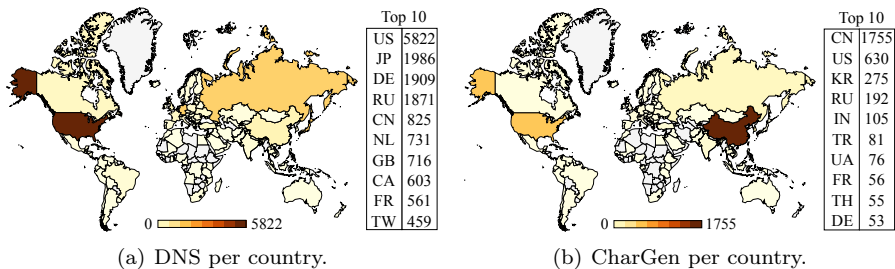 Top 10
US 5822
JP 1986
DE 1909
RU 1871
CN 825
NL 731
GB 716
CA 603
FR 561
TW 459
0 5822
(a) DNS per country.
Top 10
CN 1755
US 630
KR 275
RU 192
IN 105
TR 81
UA 76
FR 56
TH 55
DE 53
0 1755
(b) CharGen per country.